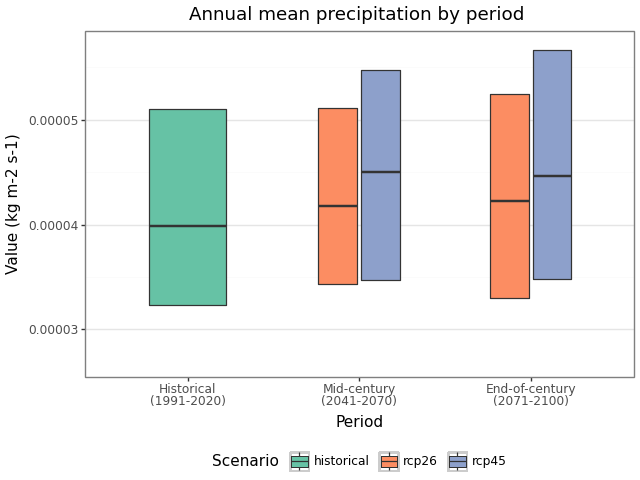 Annual mean precipitation by period
Value (kg m-2 s-1)
0.00005
0.00004
0.00003
Historical
(1991-2020)
Mid-century
(2041-2070)
End-of-century
(2071-2100)
Period
Scenario historical rcp26 rcp45